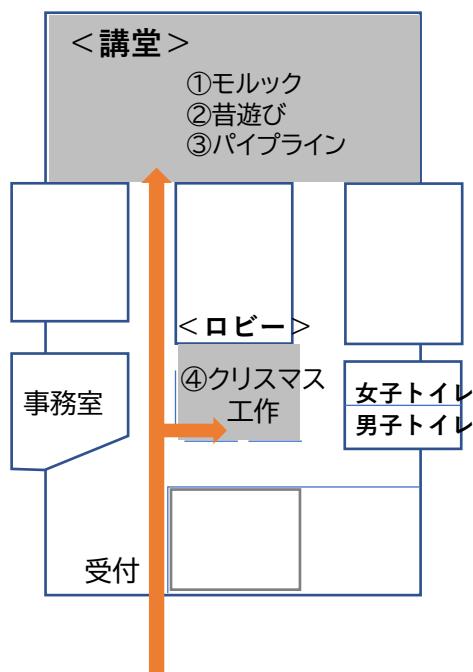 ＜講堂＞
①モルック
②昔遊び
③パイプライン
＜ロビー＞
④クリスマス
工作
事務室
女子トイレ
男子トイレ
受付